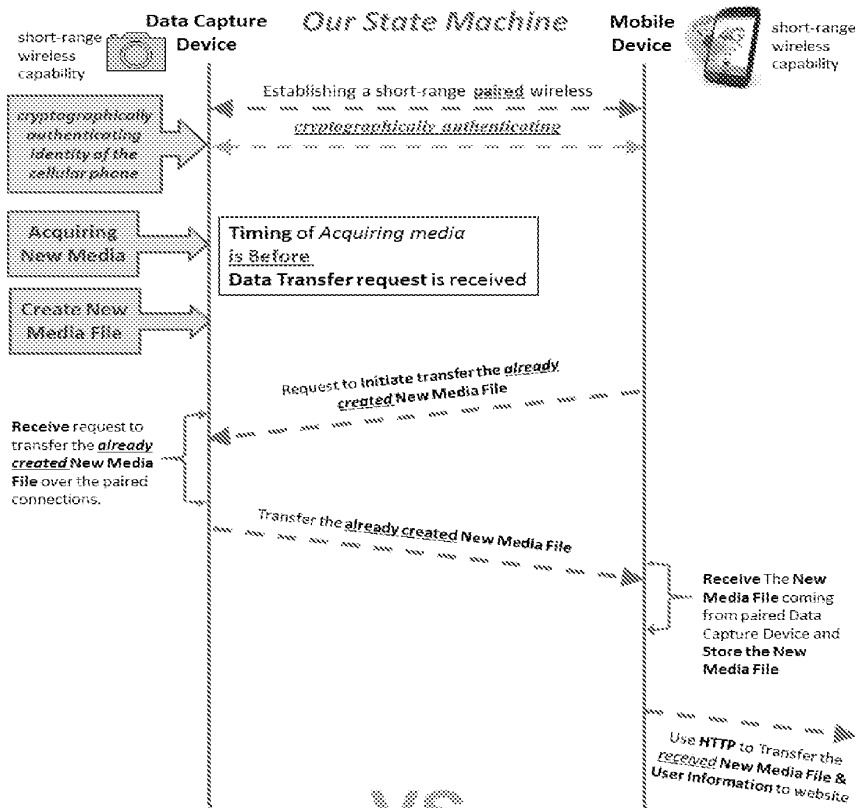 Our State Machine
Data Capture
Device
Mobile
Device
short-range
wireless
capability
short-range
wireless
capability
Establishing a short-range paired wireless
cryptographically authenticating
cryptographically
authenticating
identity of the
cellular phone
Acquiring
New Media
Timing of Acquiring media
is Before
Data Transfer request is received
Create New
Media File
Request to Initiate transfer the already
created New Media File
Receive request to
transfer the already
created New Media
File over the paired
connections.
Transfer the already created New Media File
Receive The New
Media File coming
from paired Data
Capture Device and
Store the New
Media File
Use HTTP to Transfer the
received New Media File &
User Information to website
VS